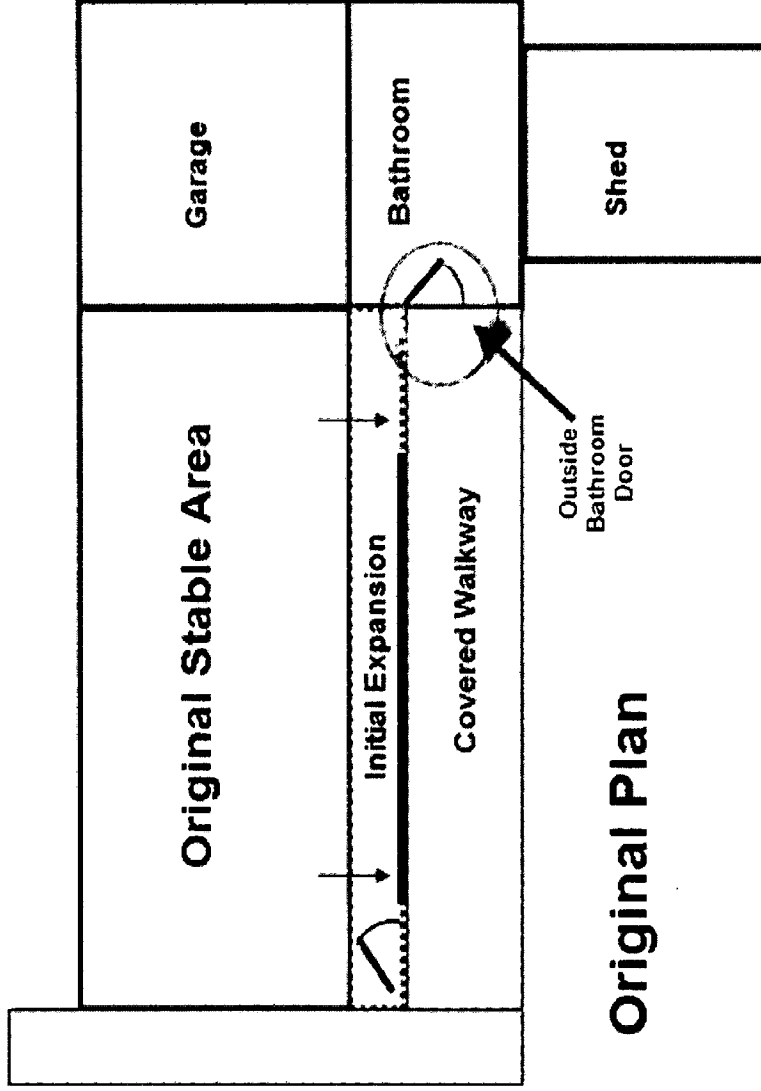 Original Stable Area
Garage
Initial Expansion
Bathroom
Covered Walkway
Outside
Bathroom
Door
Shed
Original Plan